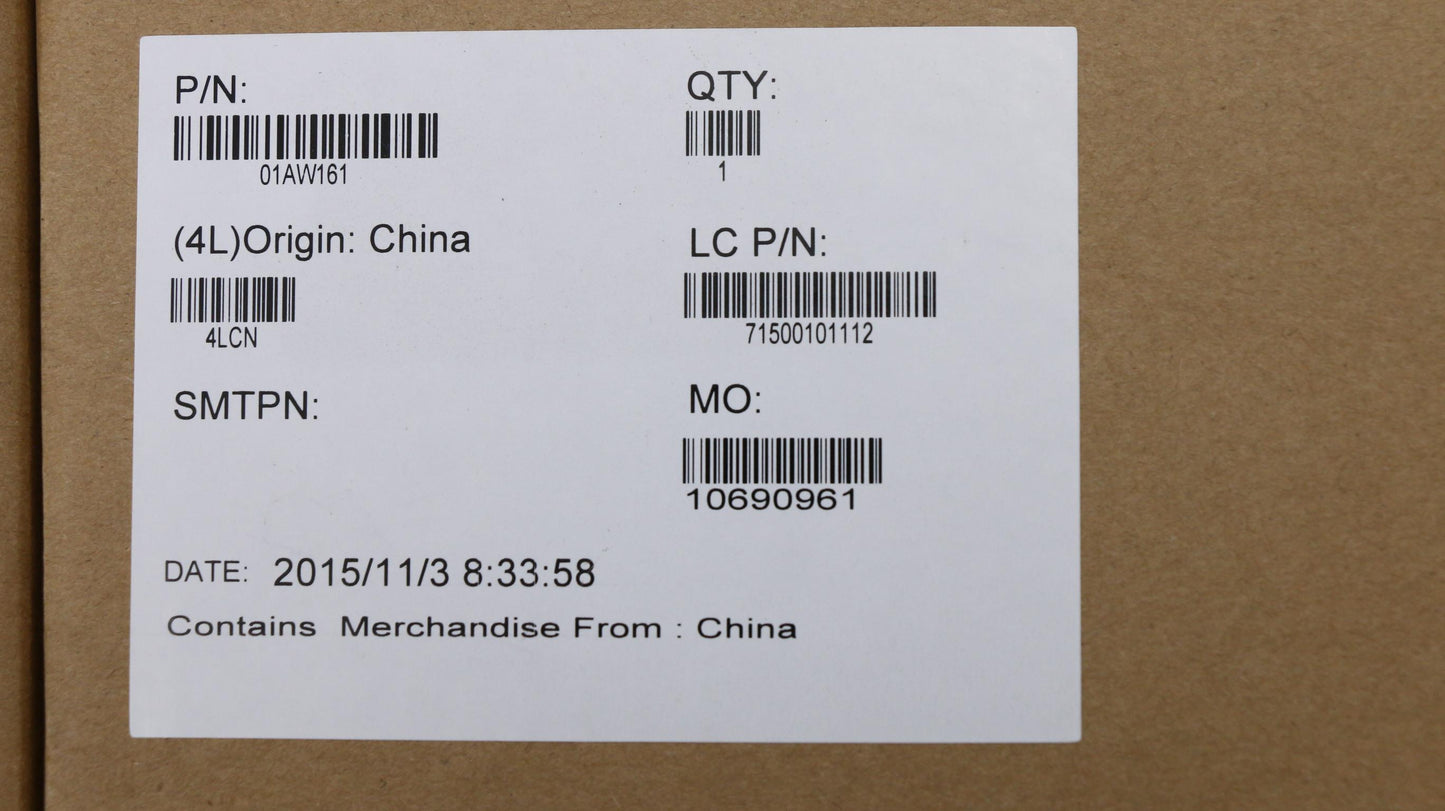 P/N:
01AW161
QTY:
1
(4L)Origin: China
4LCN
LC P/N:
71500101112
SMTPN:
MO:
10690961
DATE: 2015/11/3 8:33:58
Contains Merchandise From : China